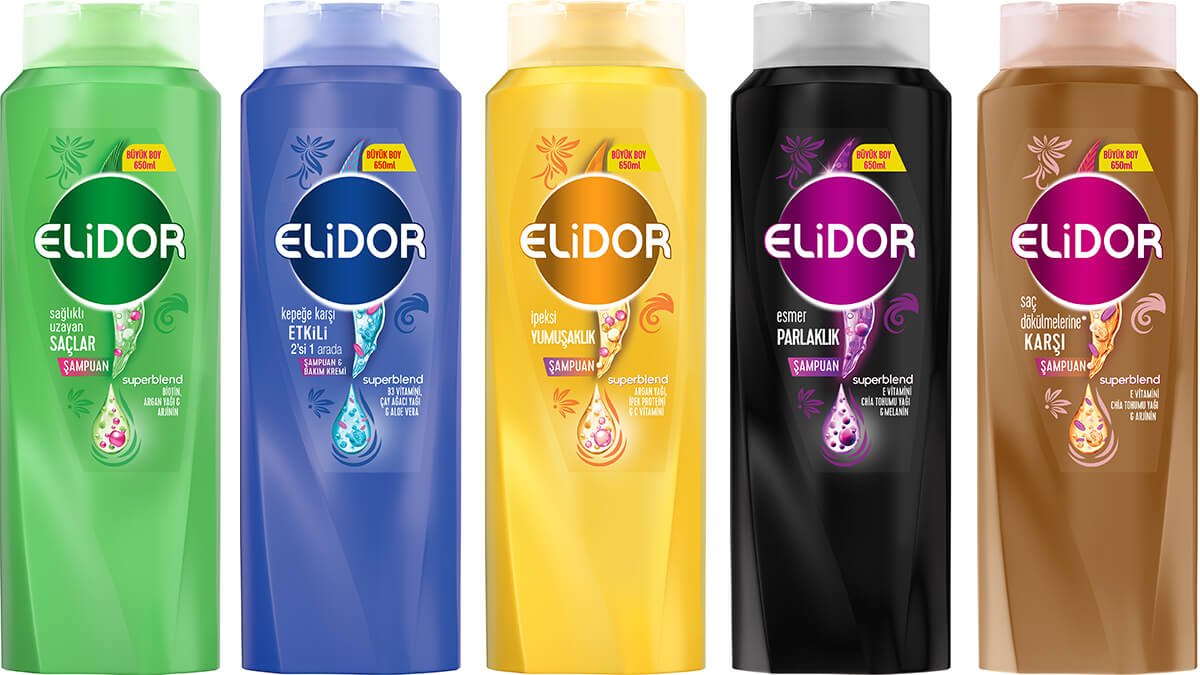 BÜYÜK BOY
650ml
ELiDOR
sağlıklı
uzayan
SAÇLAR
ŞAMPUAN
superblend
BİOTİN,
ARGAN YAĞI &
ARJİNİN
BÜYÜK BOY
650ml
ELiDOR
kepeğe karşı
ETKİLİ
2'si 1 arada
ŞAMPUAN &
BAKIM KREMİ
superblend
B3 VİTAMİNİ,
ÇAY AĞACI YAĞI
& ALOE VERA
BÜYÜK BOY
650ml
ELiDOR
ipeksi
YUMUŞAKLIK
ŞAMPUAN
superblend
ARGAN YAĞI,
İPEK PROTEİNİ
& C VİTAMİNİ
BÜYÜK BOY
650ml
ELiDOR
esmer
PARLAKLIK
ŞAMPUAN
superblend
E VİTAMİNİ
CHİA TOHUMU YAĞI
& MELANİN
BÜYÜK BOY
650ml
ELiDOR
saç
dökülmelerine*
KARŞI
ŞAMPUAN
superblend
E VİTAMİNİ
CHİA TOHUMU YAĞI
& ARJİNİN